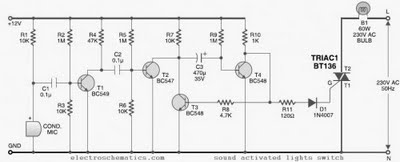 +12V
R1
10K
R2
1M
R4
47K
R5
1M
R7
10K
R9
1M
R10
1K
C2
0.1µ
C3
470µ
35V
B1
60W
230V AC
BULB
L
TRIAC1
BT136
T2
G
T1
230V AC
50Hz
C1
0.1µ
T1
BC549
T2
BC547
T4
BC548
T3
BC548
R3
10K
R6
10K
R8
4.7K
R11
120Ω
D1
1N4007
COND.
MIC
GND
N
electroschematics.com
sound activated lights switch